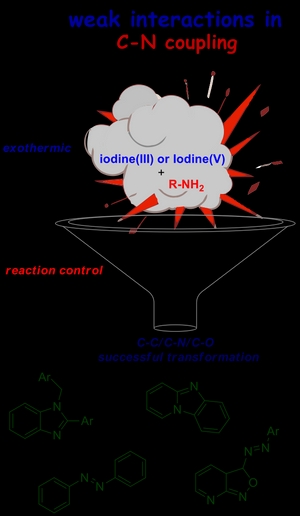 weak interactions in
C-N coupling
exothermic
iodine(III) or Iodine(V)
+
R-NH2
reaction control
C-C/C-N/C-O
successful transformation
Ar
N
N
Ar
N
N
N
N
Ar
N
N
N
N
O